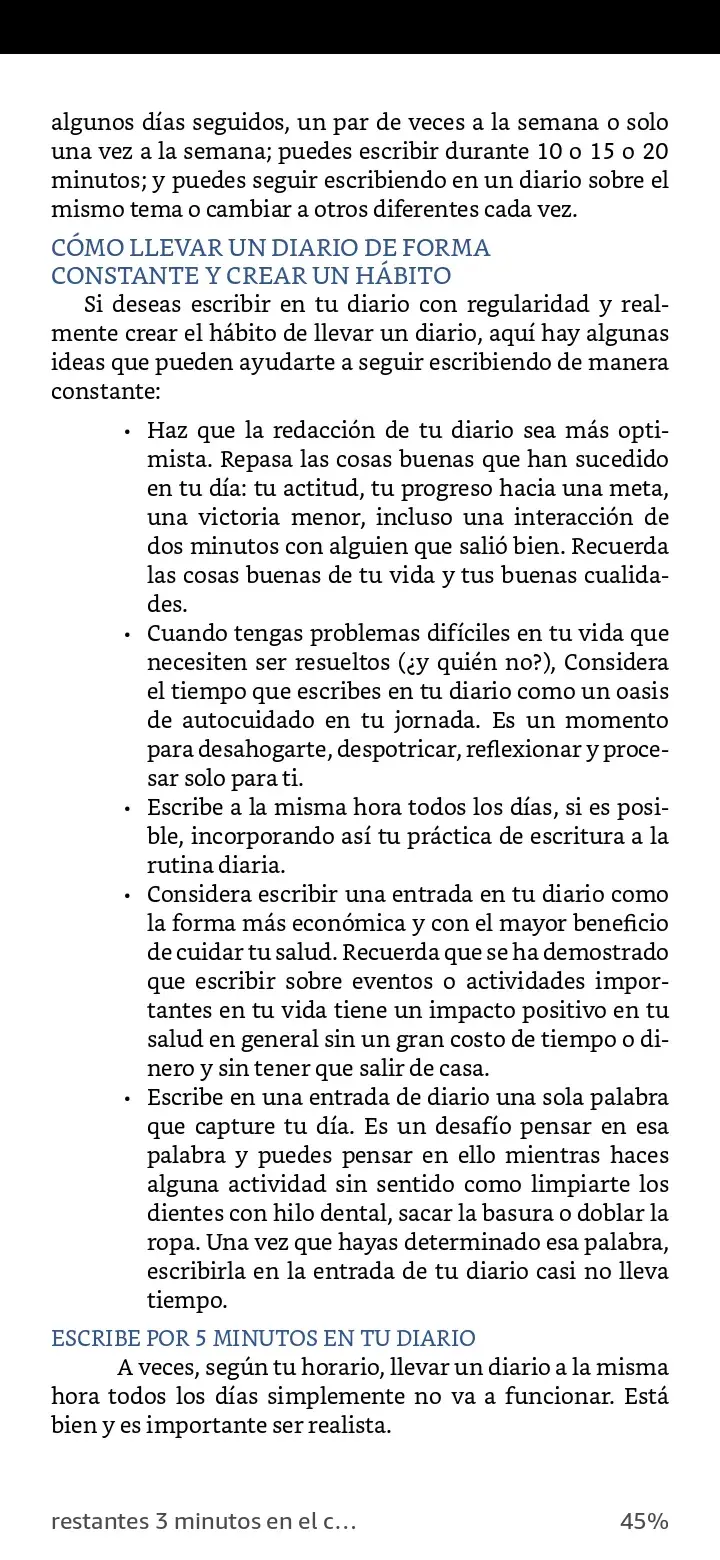 algunos días seguidos, un par de veces a la semana o solo
una vez a la semana; puedes escribir durante 10 o 15 o 20
minutos; y puedes seguir escribiendo en un diario sobre el
mismo tema o cambiar a otros diferentes cada vez.
CÓMO LLEVAR UN DIARIO DE FORMA
CONSTANTE Y CREAR UN HÁBITO
Si deseas escribir en tu diario con regularidad y real-
mente crear el hábito de llevar un diario, aquí hay algunas
ideas que pueden ayudarte a seguir escribiendo de manera
constante:
• Haz que la redacción de tu diario sea más opti-
mista. Repasa las cosas buenas que han sucedido
en tu día: tu actitud, tu progreso hacia una meta,
una victoria menor, incluso una interacción de
dos minutos con alguien que salió bien. Recuerda
las cosas buenas de tu vida y tus buenas cualida-
des.
• Cuando tengas problemas difíciles en tu vida que
necesiten ser resueltos (¿y quién no?), Considera
el tiempo que escribes en tu diario como un oasis
de autocuidado en tu jornada. Es un momento
para desahogarte, despotricar, reflexionar y proce-
sar solo para ti.
• Escribe a la misma hora todos los días, si es posi-
ble, incorporando así tu práctica de escritura a la
rutina diaria.
• Considera escribir una entrada en tu diario como
la forma más económica y con el mayor beneficio
de cuidar tu salud. Recuerda que se ha demostrado
que escribir sobre eventos o actividades impor-
tantes en tu vida tiene un impacto positivo en tu
salud en general sin un gran costo de tiempo o di-
nero y sin tener que salir de casa.
• Escribe en una entrada de diario una sola palabra
que capture tu día. Es un desafío pensar en esa
palabra y puedes pensar en ello mientras haces
alguna actividad sin sentido como limpiarte los
dientes con hilo dental, sacar la basura o doblar la
ropa. Una vez que hayas determinado esa palabra,
escribirla en la entrada de tu diario casi no lleva
tiempo.
ESCRIBE POR 5 MINUTOS EN TU DIARIO
A veces, según tu horario, llevar un diario a la misma
hora todos los días simplemente no va a funcionar. Está
bien y es importante ser realista.
restantes 3 minutos en el c... 45%